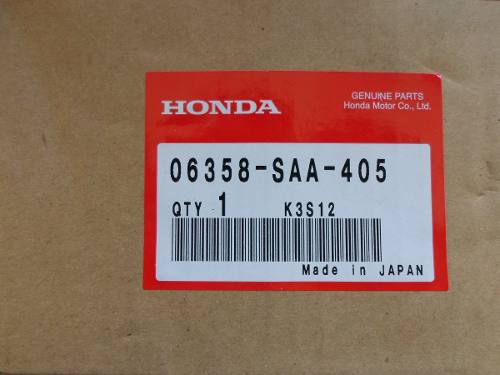 HONDA
GENUINE PARTS
Honda Motor Co., Ltd.
06358-SAA-405
QTY 1 K3S12
Made in JAPAN